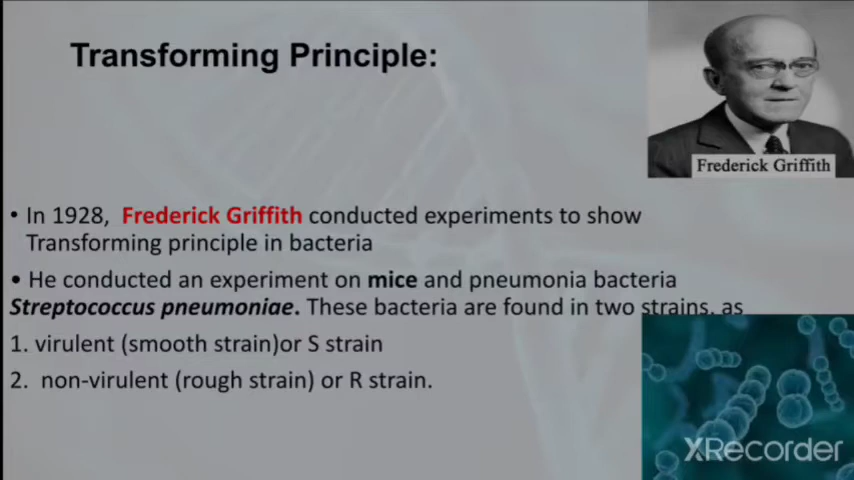 Transforming Principle:
Frederick Griffith
• In 1928, Frederick Griffith conducted experiments to show
Transforming principle in bacteria
• He conducted an experiment on mice and pneumonia bacteria
Streptococcus pneumoniae. These bacteria are found in two strains, as
1. virulent (smooth strain)or S strain
2. non-virulent (rough strain) or R strain.
XRecorder